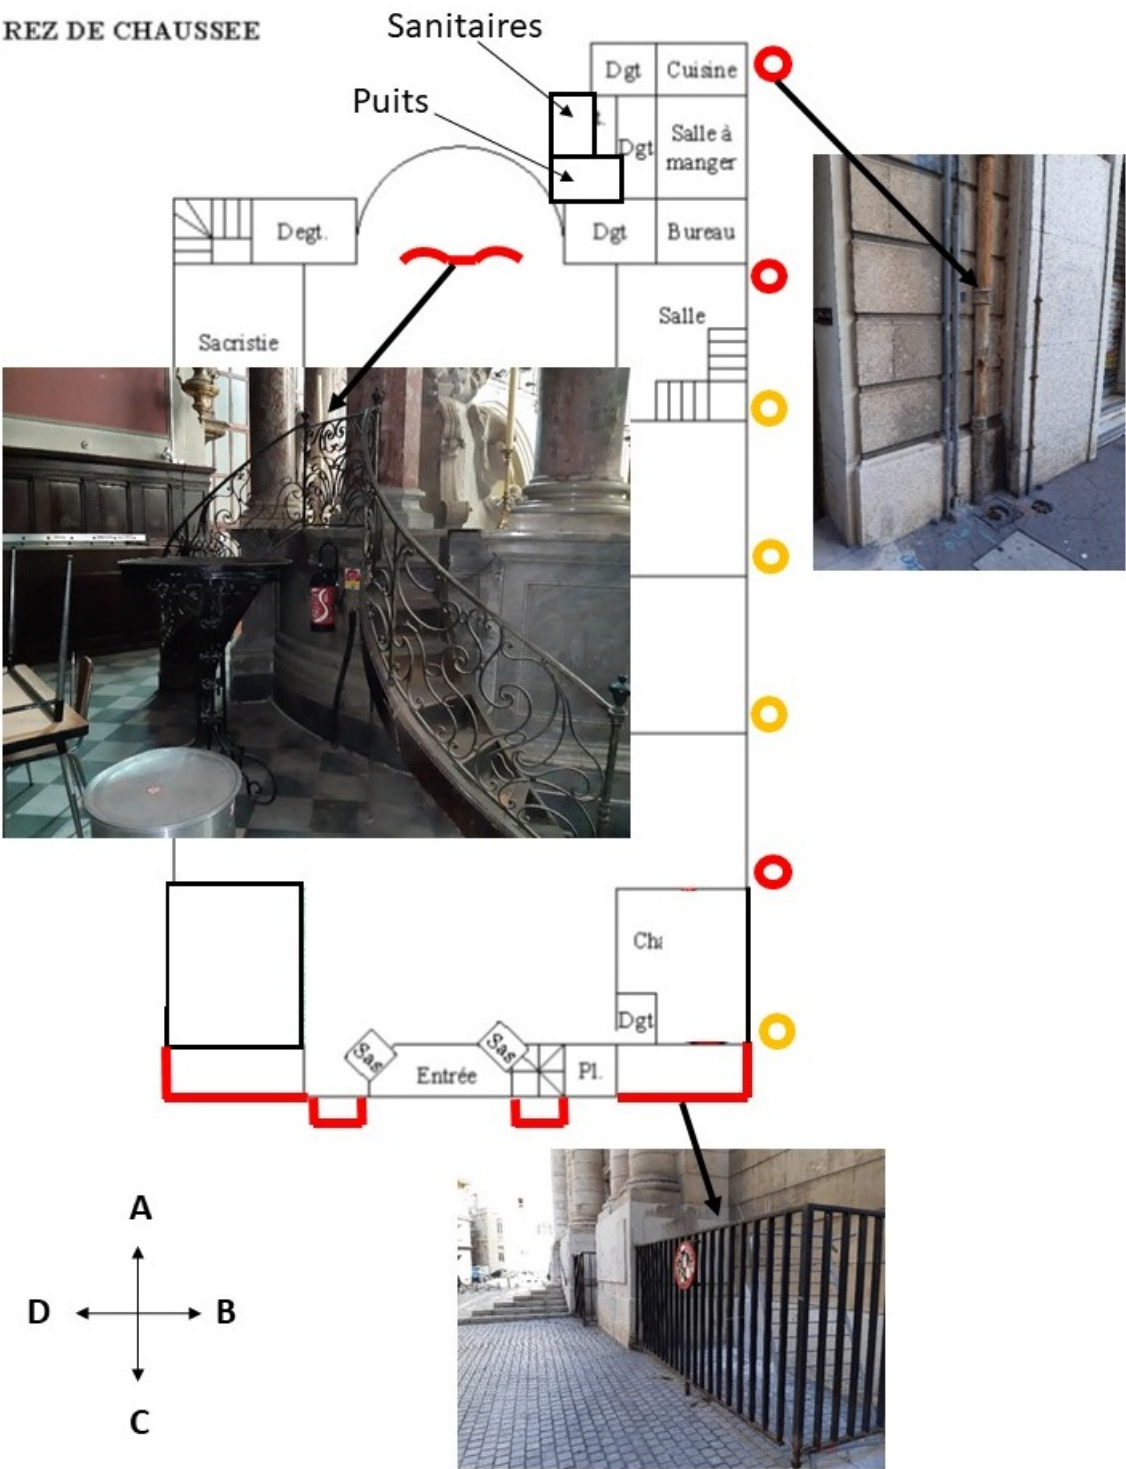 REZ DE CHAUSSEE
Sanitaires
Puits
Dgt
Cuisine
Dgt
Salle à
manger
Degt.
Dgt
Bureau
Sacristie
Salle
Dgt
Sas
Sas
Entrée
Pl.
A
D
B
C